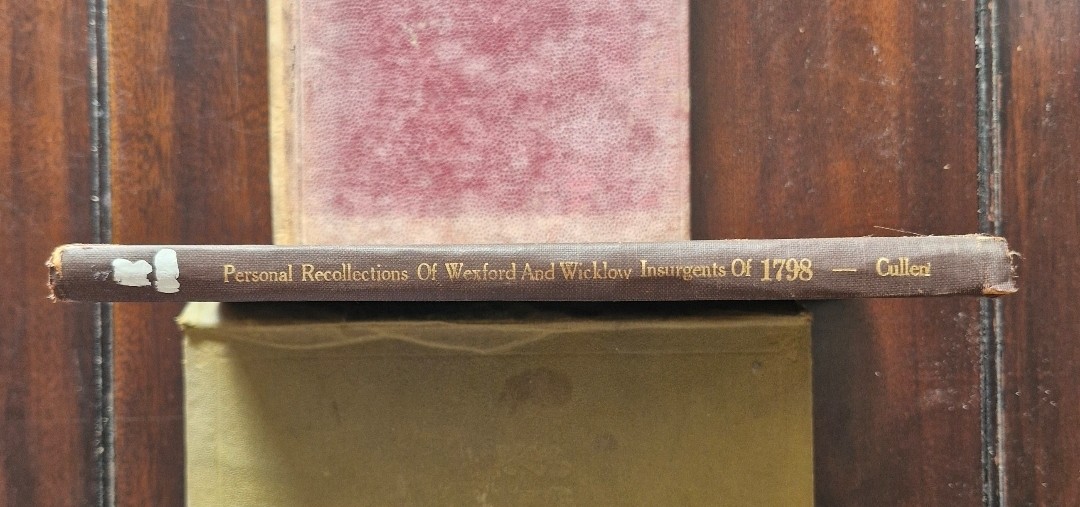 Personal Recollections Of Wexford And Wicklow Insurgents Of 1798 — Cullen